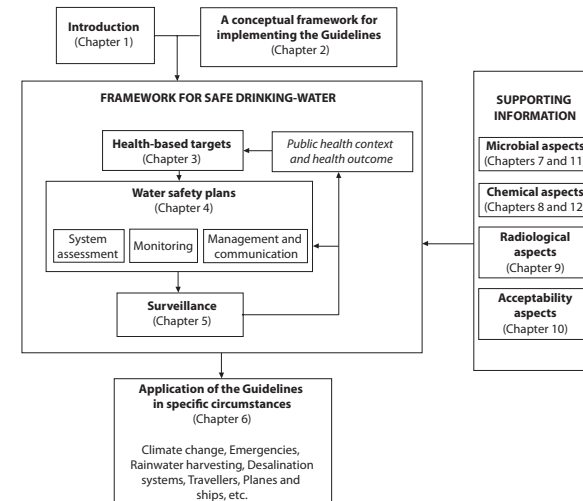 Introduction
(Chapter 1)
A conceptual framework for
implementing the Guidelines
(Chapter 2)
FRAMEWORK FOR SAFE DRINKING-WATER
Health-based targets
(Chapter 3)
Public health context
and health outcome
Water safety plans
(Chapter 4)
System
assessment
Monitoring
Management and
communication
Surveillance
(Chapter 5)
SUPPORTING
INFORMATION
Microbial aspects
(Chapters 7 and 11)
Chemical aspects
(Chapters 8 and 12)
Radiological
aspects
(Chapter 9)
Acceptability
aspects
(Chapter 10)
Application of the Guidelines
in specific circumstances
(Chapter 6)
Climate change, Emergencies,
Rainwater harvesting, Desalination
systems, Travellers, Planes and
ships, etc.